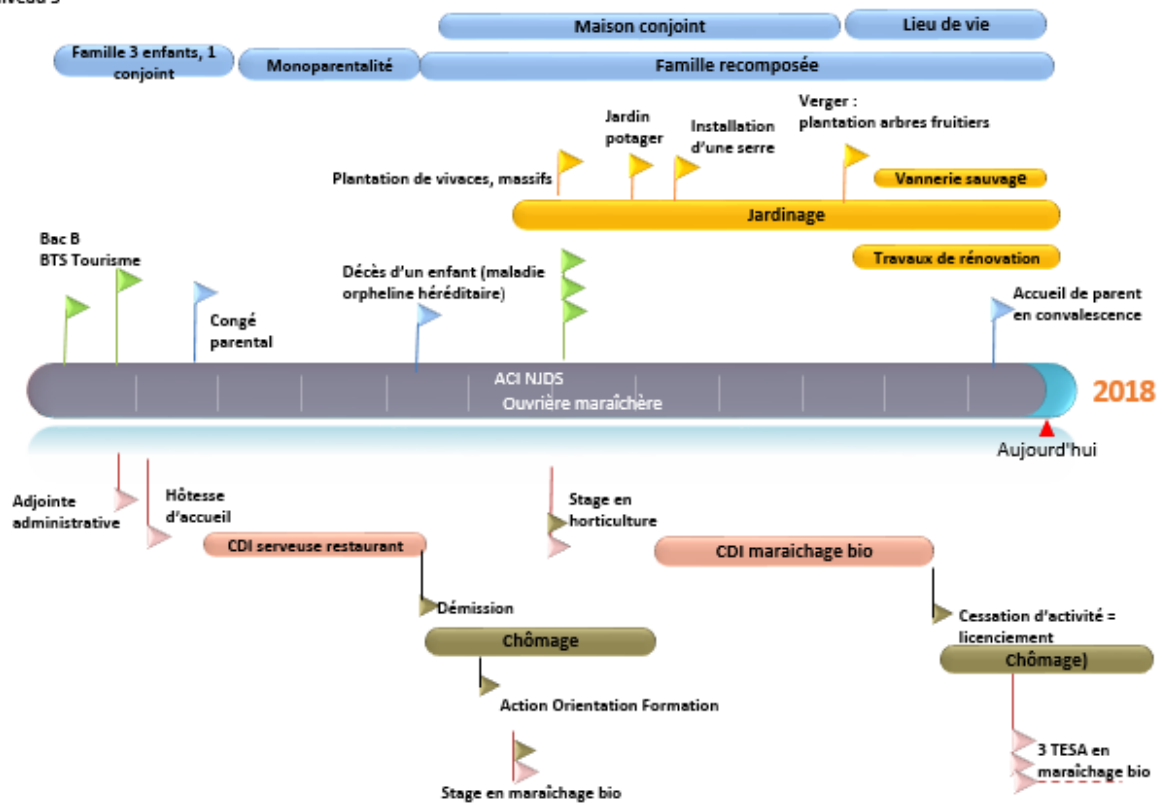 Maison conjoint
Lieu de vie
Famille 3 enfants, 1
conjoint
Monoparentalité
Famille recomposée
Verger :
plantation arbres fruitiers
Jardin
potager
Installation
d'une serre
Plantation de vivaces, massifs
Vannerie sauvage
Jardinage
Bac B
BTS Tourisme
Travaux de rénovation
Décès d'un enfant (maladie
orpheline héréditaire)
Accueil de parent
en convalescence
Congé
parental
ACI NJDS
Ouvrière maraîchère
2018
Aujourd'hui
Adjointe
administrative
Hôtesse
d'accueil
Stage en
horticulture
CDI serveuse restaurant
CDI maraichage bio
Démission
Cessation d'activité =
licenciement
Chômage
Chômage)
Action Orientation Formation
3 TESA en
maraîchage bio
Stage en maraîchage bio